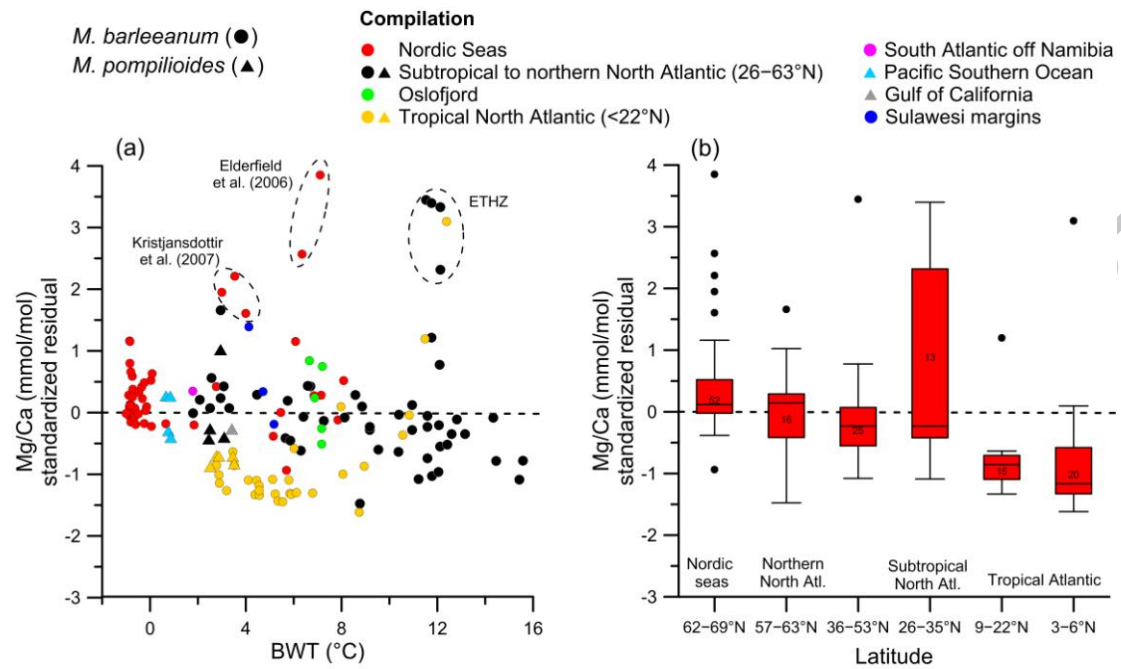 M. barleeanum (●)
M. pompilioides (▲)
Compilation
Nordic Seas
Subtropical to northern North Atlantic (26–63°N)
Oslofjord
Tropical North Atlantic (<22°N)
South Atlantic off Namibia
Pacific Southern Ocean
Gulf of California
Sulawesi margins
(a)
Mg/Ca (mmol/mol)
standardized residual
4
3
2
1
0
-1
-2
-3
Elderfield
et al. (2006)
Kristjansdottir
et al. (2007)
ETHZ
0 4 8 12 16
BWT (°C)
(b)
Mg/Ca (mmol/mol)
standardized residual
4
3
2
1
0
-1
-2
-3
52
16
25
13
15
20
Nordic
seas
Northern
North Atl.
Subtropical
North Atl.
Tropical Atlantic
62–69°N 57–63°N 36–53°N 26–35°N 9–22°N 3–6°N
Latitude